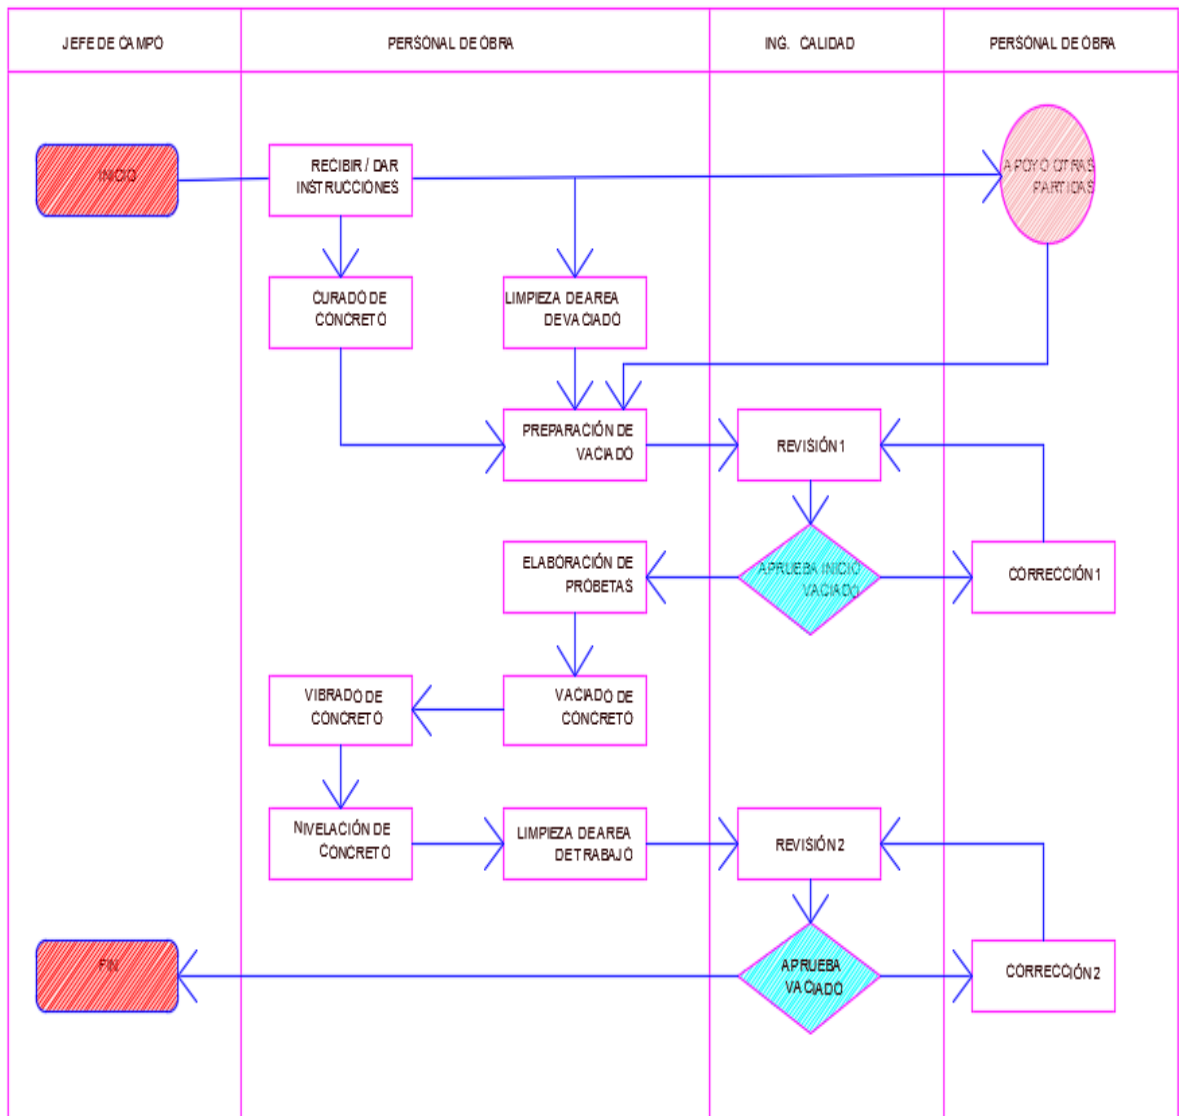 JEFE DE CAMPO
PERSONAL DE OBRA
ING. CALIDAD
PERSONAL DE OBRA
INICIO
RECIBIR / DAR
INSTRUCCIONES
APOYO OTRAS
PARTIDAS
CURADO DE
CONCRETO
LIMPIEZA DE AREA
DE VACIADO
PREPARACIÓN DE
VACIADO
REVISIÓN 1
ELABORACIÓN DE
PROBETAS
APRUEBA INICIO
VACIADO
CORRECCIÓN 1
VIBRADO DE
CONCRETO
VACIADO DE
CONCRETO
NIVELACIÓN DE
CONCRETO
LIMPIEZA DE AREA
DE TRABAJO
REVISIÓN 2
FIN
APRUEBA
VACIADO
CORRECCIÓN 2